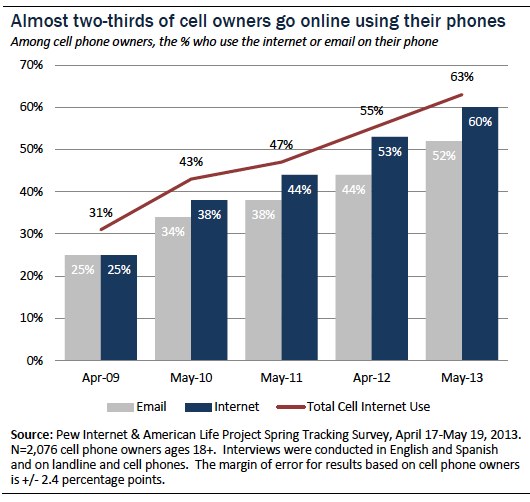 Almost two-thirds of cell owners go online using their phones
Among cell phone owners, the % who use the internet or email on their phone
70%
60%
50%
40%
30%
20%
10%
0%
31%
43%
47%
55%
63%
25%
25%
34%
38%
38%
44%
44%
53%
52%
60%
Apr-09
May-10
May-11
Apr-12
May-13
Email
Internet
Total Cell Internet Use
Source: Pew Internet & American Life Project Spring Tracking Survey, April 17-May 19, 2013.
N=2,076 cell phone owners ages 18+. Interviews were conducted in English and Spanish
and on landline and cell phones. The margin of error for results based on cell phone owners
is +/- 2.4 percentage points.